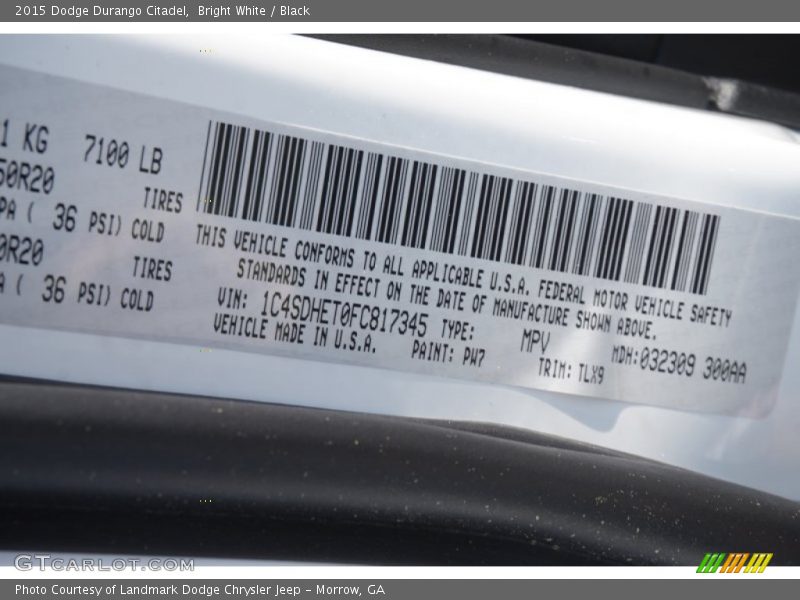 2015 Dodge Durango Citadel, Bright White / Black
1 KG 7100 LB
50R20
TIRES
PA ( 36 PSI) COLD
0R20
TIRES
A ( 36 PSI) COLD
THIS VEHICLE CONFORMS TO ALL APPLICABLE U.S.A. FEDERAL MOTOR VEHICLE SAFETY
STANDARDS IN EFFECT ON THE DATE OF MANUFACTURE SHOWN ABOVE.
VIN: 1C4SDHET0FC817345 TYPE: MPV MDH:032309 300AA
VEHICLE MADE IN U.S.A. PAINT: PW7 TRIM: TLX9
GTCARLOT.COM
Photo Courtesy of Landmark Dodge Chrysler Jeep – Morrow, GA